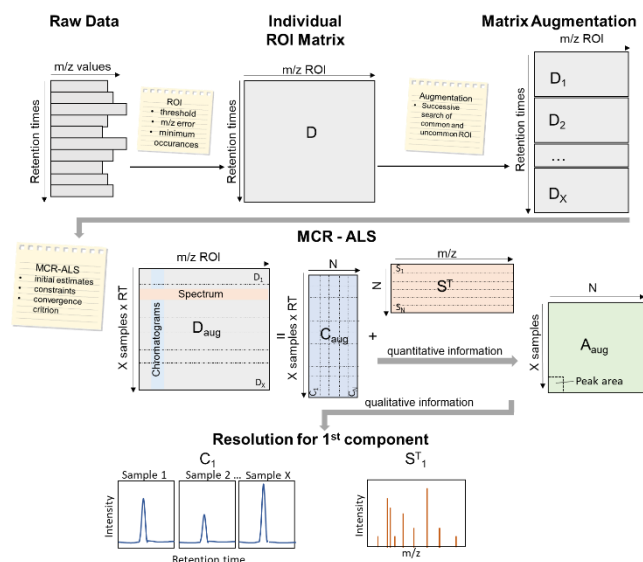 Raw Data
Individual
ROI Matrix
Matrix Augmentation
m/z values
m/z ROI
m/z ROI
Retention times
ROI
• threshold
• m/z error
• minimum
occurances
Retention times
D
Augmentation
• Successive
search of
common and
uncommon ROI
Retention times
D1
D2
...
DX
MCR - ALS
MCR-ALS
• initial estimates
• constraints
• convergence
critrion
m/z ROI
X samples x RT
D1
Spectrum
Chromatograms
Daug
DX
=
N
X samples x RT
Caug
C1
m/z
N
S1
ST
SN
+
quantitative information
N
X samples
Aaug
Peak area
qualitative information
Resolution for 1st component
C1
ST1
Sample 1
Sample 2 ...
Sample X
Intensity
Retention time
Intensity
m/z